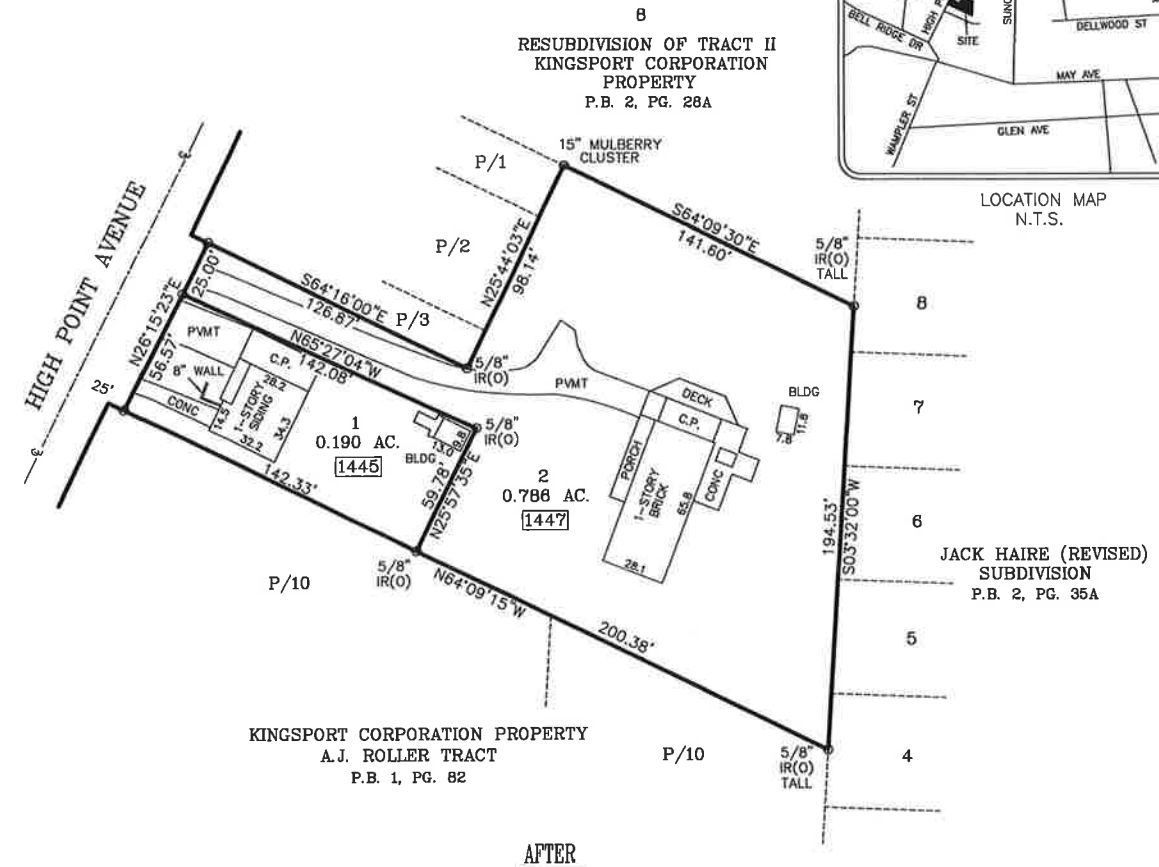 8
RESUBDIVISION OF TRACT II
KINGSPORT CORPORATION
PROPERTY
P.B. 2, PG. 28A
BELL RIDGE DR
SITE
DELLWOOD ST
MAY AVE
WAMPLER ST
GLEN AVE
LOCATION MAP
N.T.S.
15" MULBERRY
CLUSTER
P/1
P/2
P/3
S64°09'30"E
141.60'
5/8"
IR(O)
TALL
N25°44'03"E
98.14'
HIGH POINT AVENUE
25.00'
S64°16'00"E
126.87'
N26°15'23"E
56.57'
25'
N65°27'04"W
142.08'
5/8"
IR(O)
PVMT
8" WALL
CONC
C.P.
28.2
14.5
1-STORY
SIDING
34.3
32.2
1
0.190 AC.
1445
BLDG
13.0
9.8
5/8"
IR(O)
59.78'
N25°57'35"E
142.33'
5/8"
IR(O)
PVMT
DECK
C.P.
PORCH
1-STORY
BRICK
65.8
28.1
CONC
BLDG
11.8
7.8
2
0.786 AC.
1447
194.53'
S03°32'00"W
8
7
6
5
4
JACK HAIRE (REVISED)
SUBDIVISION
P.B. 2, PG. 35A
P/10
N64°09'15"W
200.38'
KINGSPORT CORPORATION PROPERTY
A.J. ROLLER TRACT
P.B. 1, PG. 82
P/10
5/8"
IR(O)
TALL
AFTER